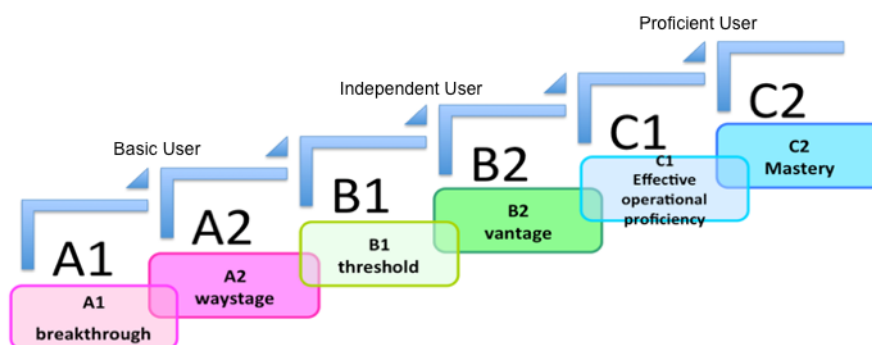 Proficient User
Independent User
Basic User
A1
A2
B1
B2
C1
C2
A1
breakthrough
A2
waystage
B1
threshold
B2
vantage
C1
Effective
operational
proficiency
C2
Mastery